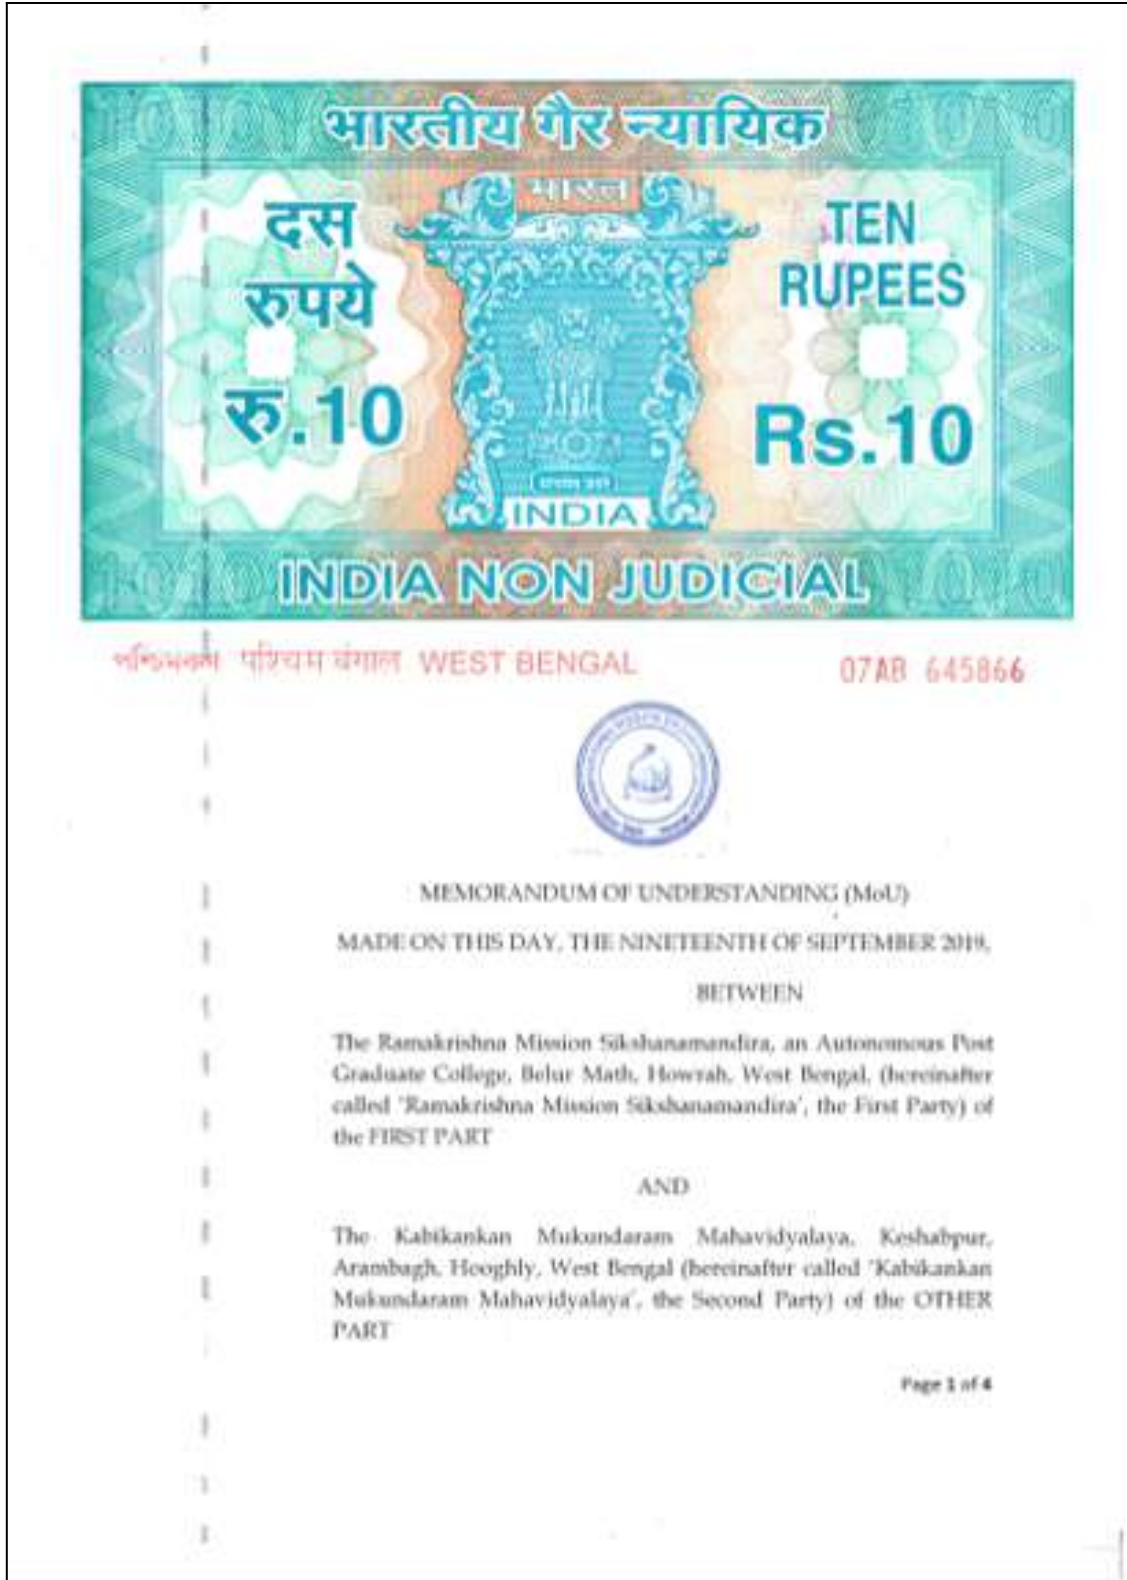 भारतीय गैर न्यायिक
भारत
दस
रुपये
रु.10
TEN
RUPEES
Rs.10
INDIA
INDIA NON JUDICIAL
पश्चिम बंगाल WEST BENGAL
07AB 645866
MEMORANDUM OF UNDERSTANDING (MoU)
MADE ON THIS DAY, THE NINETEENTH OF SEPTEMBER 2019,
BETWEEN
The Ramakrishna Mission Sikshanamandira, an Autonomous Post
Graduate College, Belur Math, Howrah, West Bengal, (hereinafter
called 'Ramakrishna Mission Sikshanamandira', the First Party) of
the FIRST PART
AND
The Kabikankan Mukundaram Mahavidyalaya, Keshabpur,
Arambagh, Hooghly, West Bengal (hereinafter called 'Kabikankan
Mukundaram Mahavidyalaya', the Second Party) of the OTHER
PART
Page 1 of 4